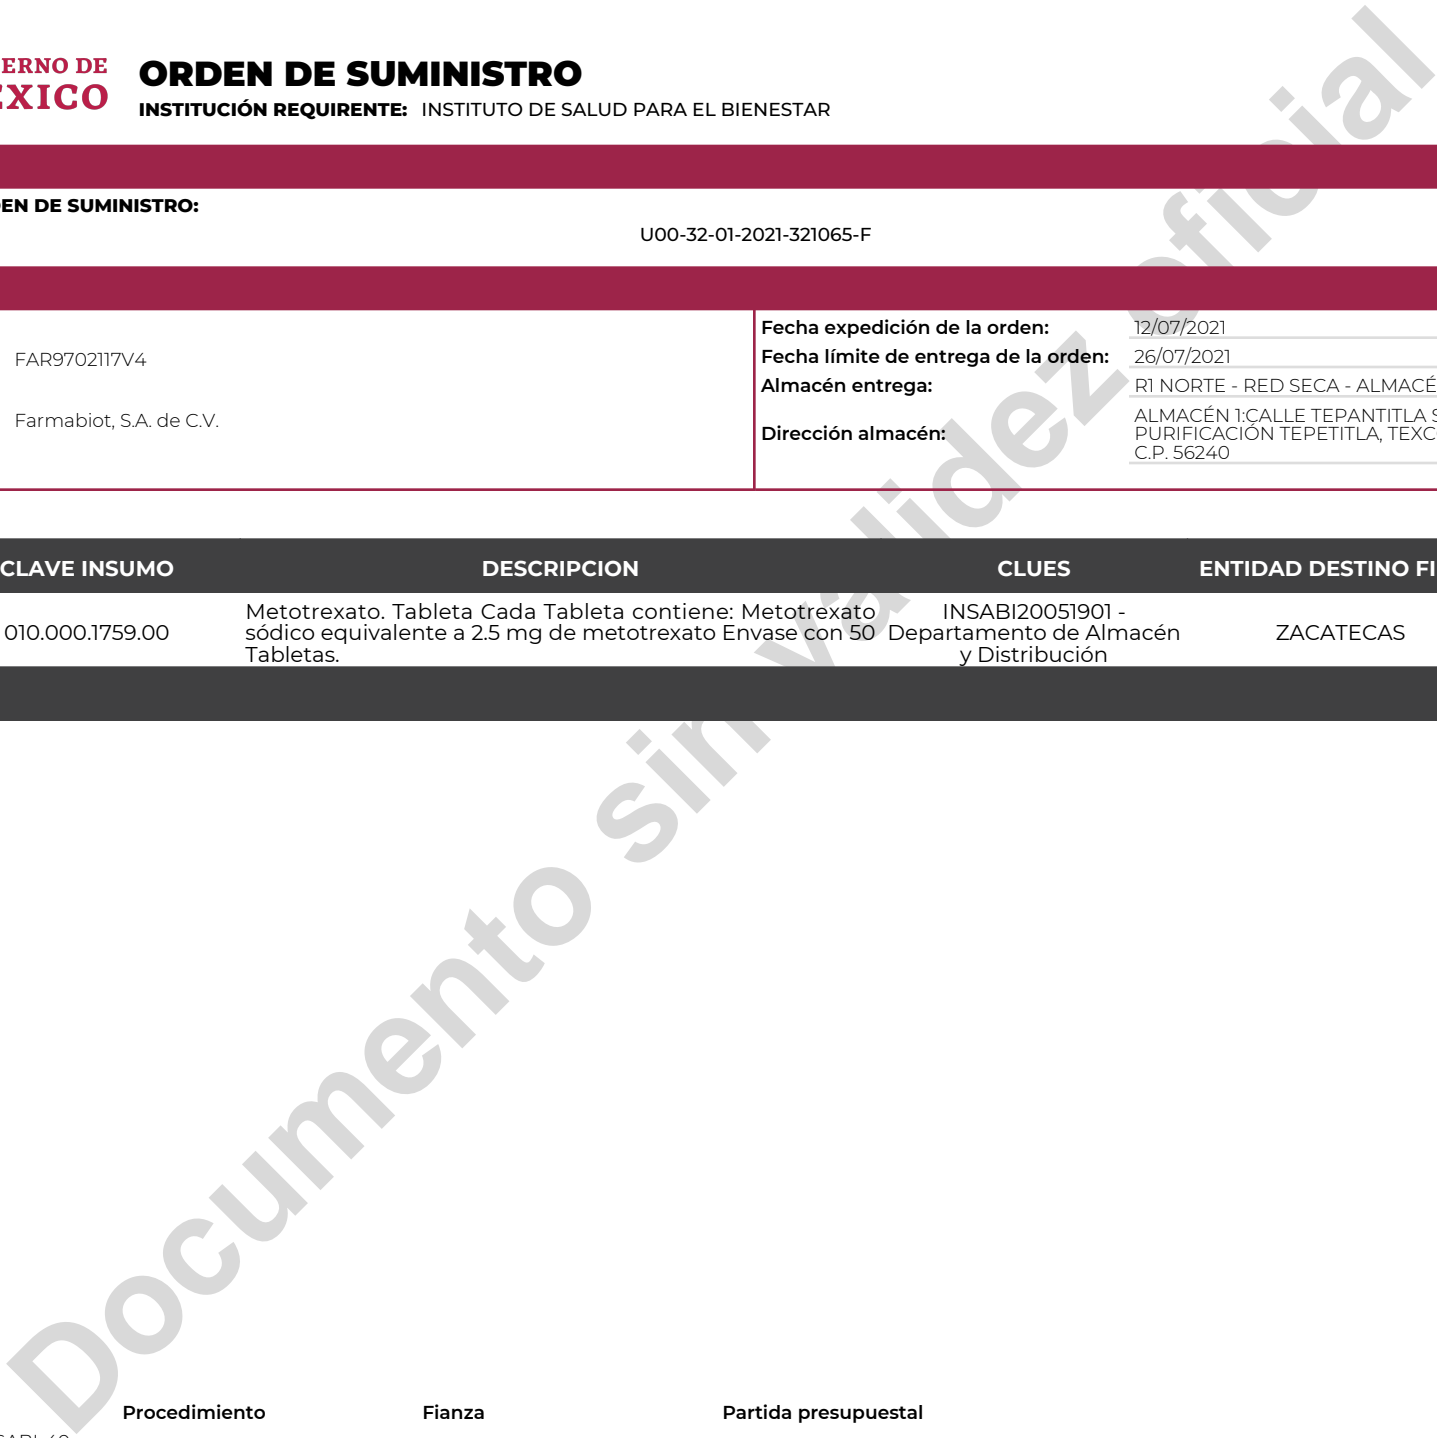 ERNO DE
ORDEN DE SUMINISTRO
EXICO
INSTITUCIÓN REQUIRENTE: INSTITUTO DE SALUD PARA EL BIENESTAR
EN DE SUMINISTRO:
U00-32-01-2021-321065-F
FAR9702117V4
Farmabiot, S.A. de C.V.
Fecha expedición de la orden: 12/07/2021
Fecha límite de entrega de la orden: 26/07/2021
Almacén entrega: R1 NORTE - RED SECA - ALMACÉ
Dirección almacén:
ALMACÉN 1:CALLE TEPANTITLA S
PURIFICACIÓN TEPETITLA, TEXC
C.P. 56240
CLAVE INSUMO DESCRIPCION CLUES ENTIDAD DESTINO FI
010.000.1759.00
Metotrexato. Tableta Cada Tableta contiene: Metotrexato
sódico equivalente a 2.5 mg de metotrexato Envase con 50
Tabletas.
INSABI20051901 -
Departamento de Almacén
y Distribución
ZACATECAS
Documento sin validez oficial
Procedimiento Fianza Partida presupuestal